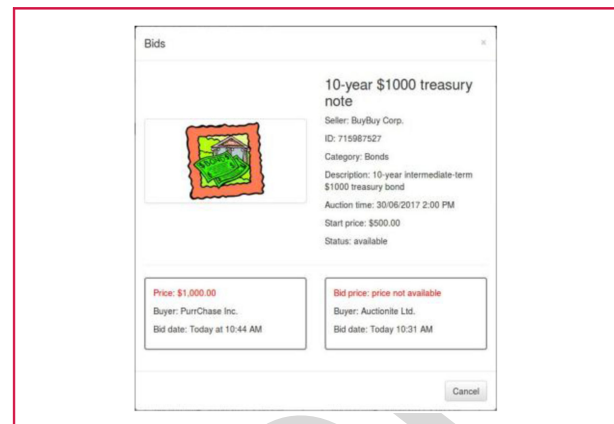 Bids
×
10-year $1000 treasury
note
Seller: BuyBuy Corp.
ID: 715987527
Category: Bonds
Description: 10-year intermediate-term
$1000 treasury bond
Auction time: 30/06/2017 2:00 PM
Start price: $500.00
Status: available
Price: $1,000.00
Buyer: PurrChase Inc.
Bid date: Today at 10:44 AM
Bid price: price not available
Buyer: Auctionite Ltd.
Bid date: Today 10:31 AM
Cancel